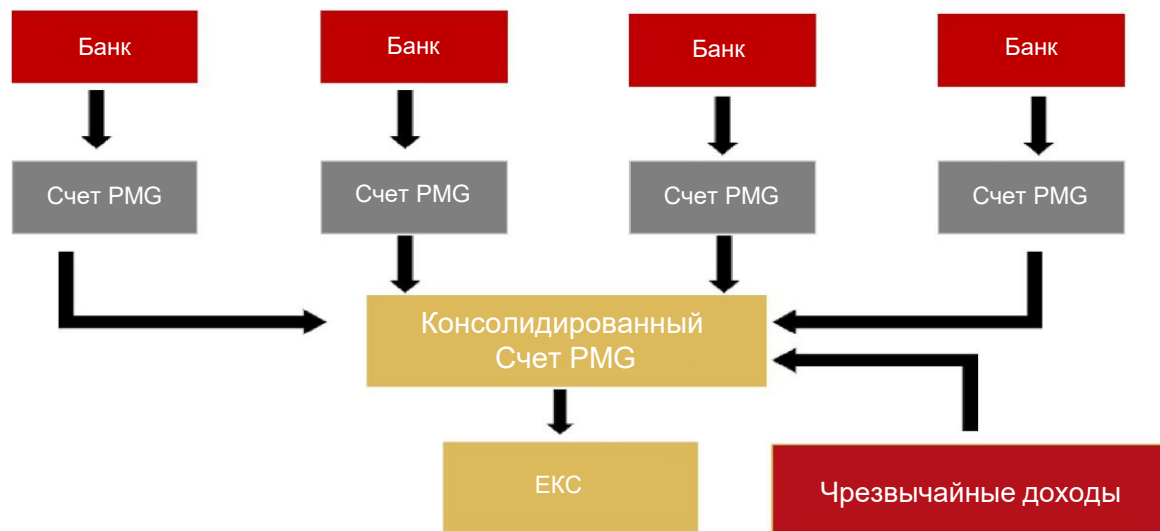 Банк
Банк
Банк
Банк
Счет PMG
Счет PMG
Счет PMG
Счет PMG
Консолидированный
Счет PMG
ЕКС
Чрезвычайные доходы